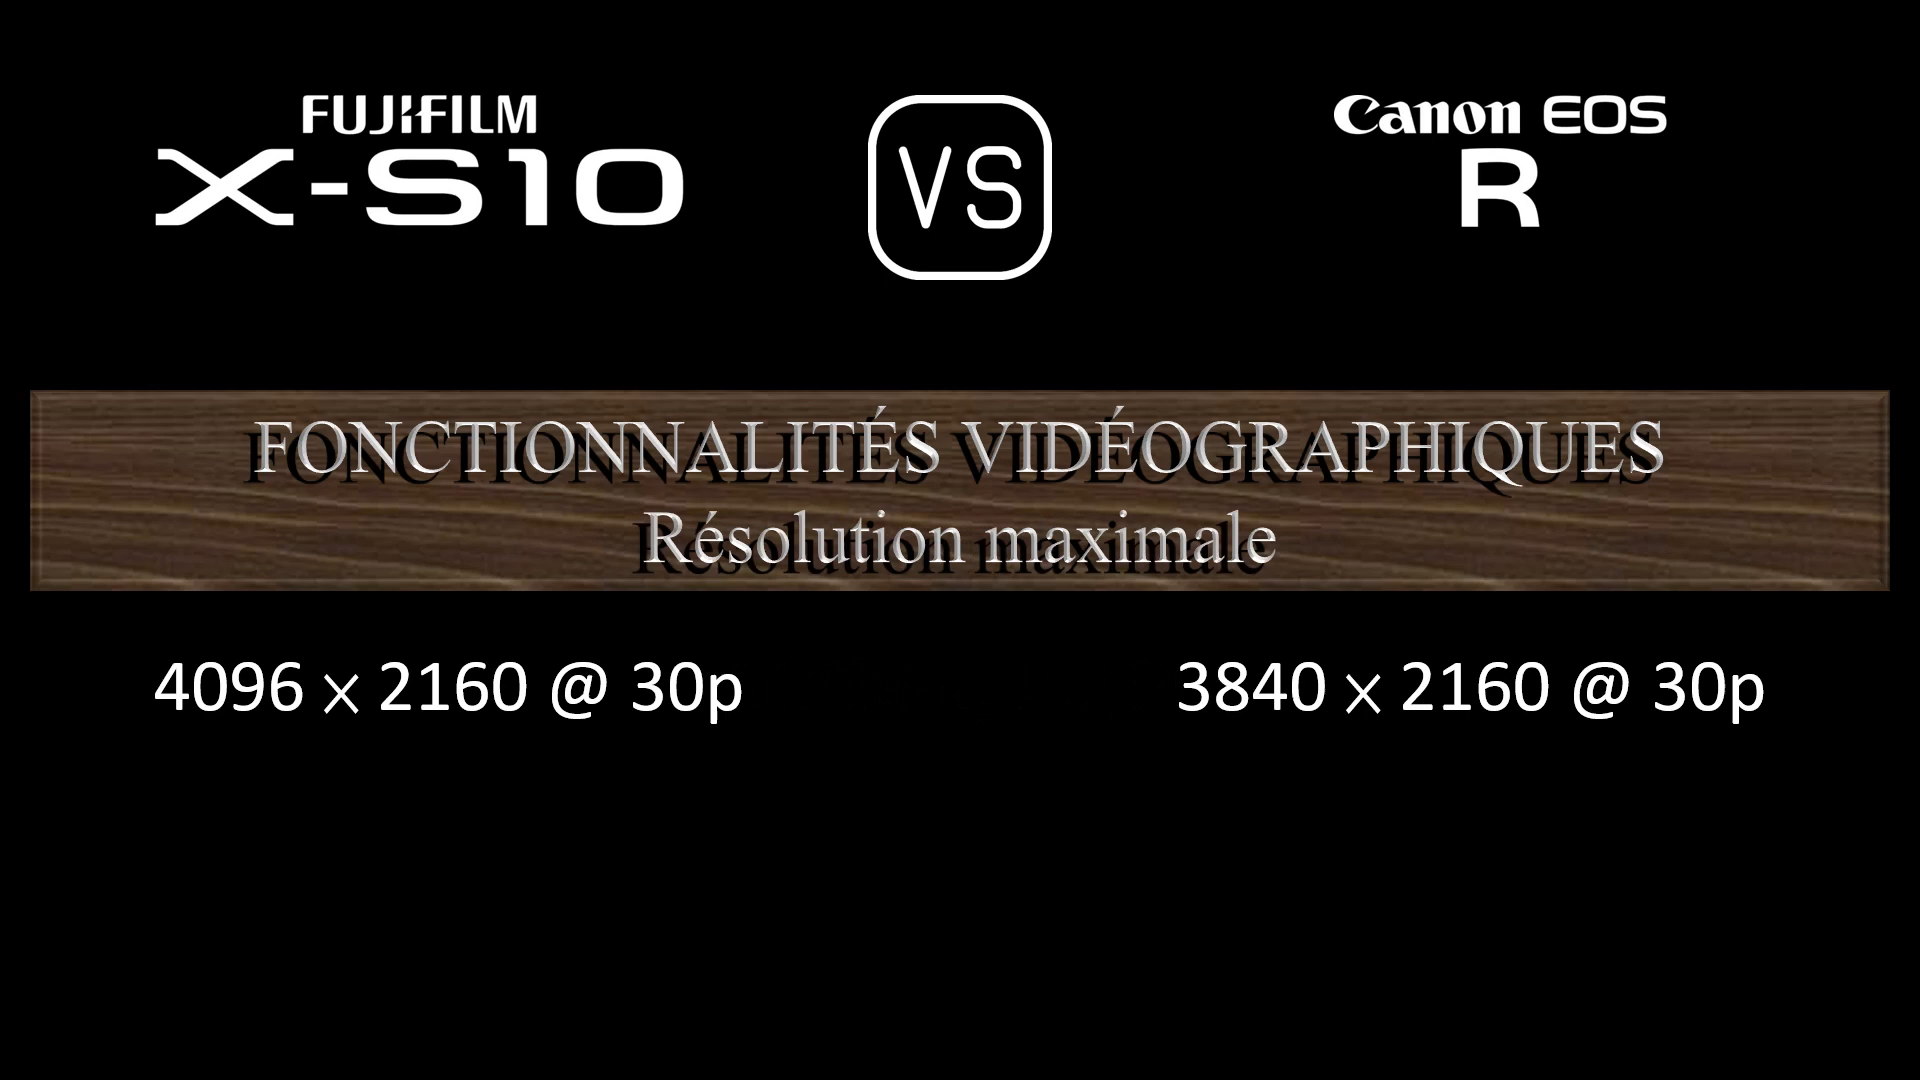 FUJIFILM
X-S10
VS
Canon EOS
R
FONCTIONNALITÉS VIDÉOGRAPHIQUES
Résolution maximale
4096 x 2160 @ 30p
3840 x 2160 @ 30p